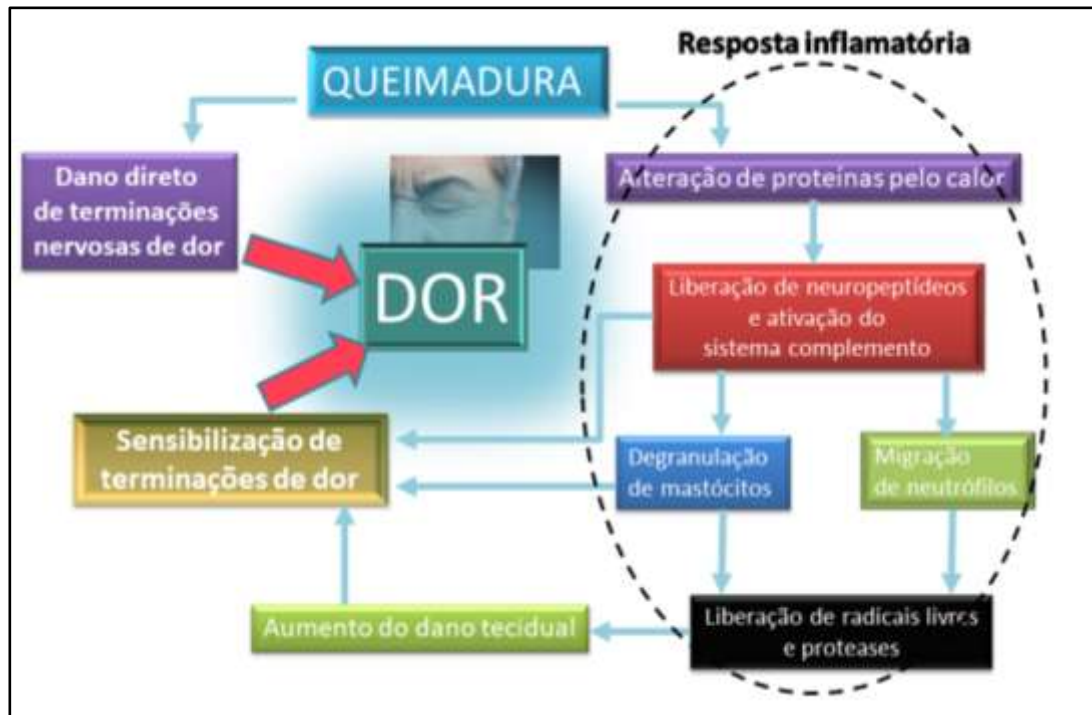 Resposta inflamatória
QUEIMADURA
Dano direto
de terminações
nervosas de dor
Alteração de proteínas pelo calor
DOR
Liberação de neuropeptídeos
e ativação do
sistema complemento
Sensibilização de
terminações de dor
Degranulação
de mastócitos
Migração
de neutrófilos
Aumento do dano tecidual
Liberação de radicais livres
e proteases